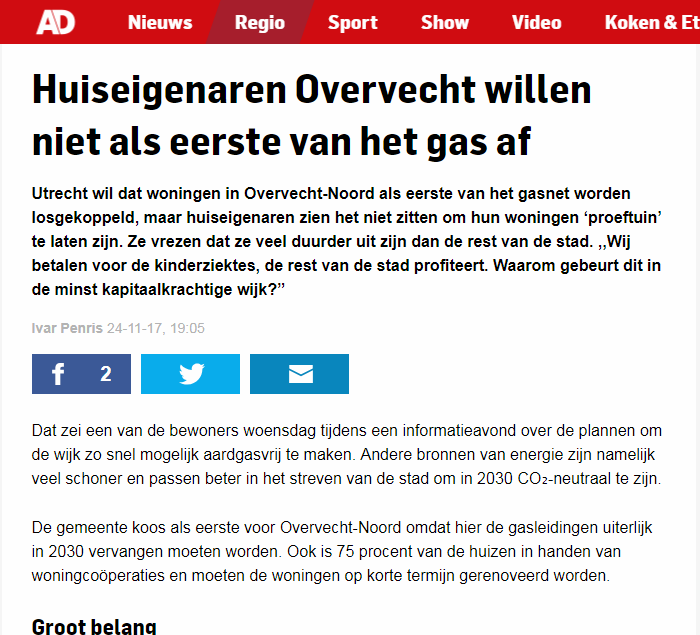 AD Nieuws Regio Sport Show Video Koken & Et
Huiseigenaren Overvecht willen
niet als eerste van het gas af
Utrecht wil dat woningen in Overvecht-Noord als eerste van het gasnet worden
losgekoppeld, maar huiseigenaren zien het niet zitten om hun woningen ‘proeftuin’
te laten zijn. Ze vrezen dat ze veel duurder uit zijn dan de rest van de stad. ,,Wij
betalen voor de kinderziektes, de rest van de stad profiteert. Waarom gebeurt dit in
de minst kapitaalkrachtige wijk?”
Ivar Penris 24-11-17, 19:05
2
Dat zei een van de bewoners woensdag tijdens een informatieavond over de plannen om
de wijk zo snel mogelijk aardgasvrij te maken. Andere bronnen van energie zijn namelijk
veel schoner en passen beter in het streven van de stad om in 2030 CO₂-neutraal te zijn.
De gemeente koos als eerste voor Overvecht-Noord omdat hier de gasleidingen uiterlijk
in 2030 vervangen moeten worden. Ook is 75 procent van de huizen in handen van
woningcoöperaties en moeten de woningen op korte termijn gerenoveerd worden.
Groot belang